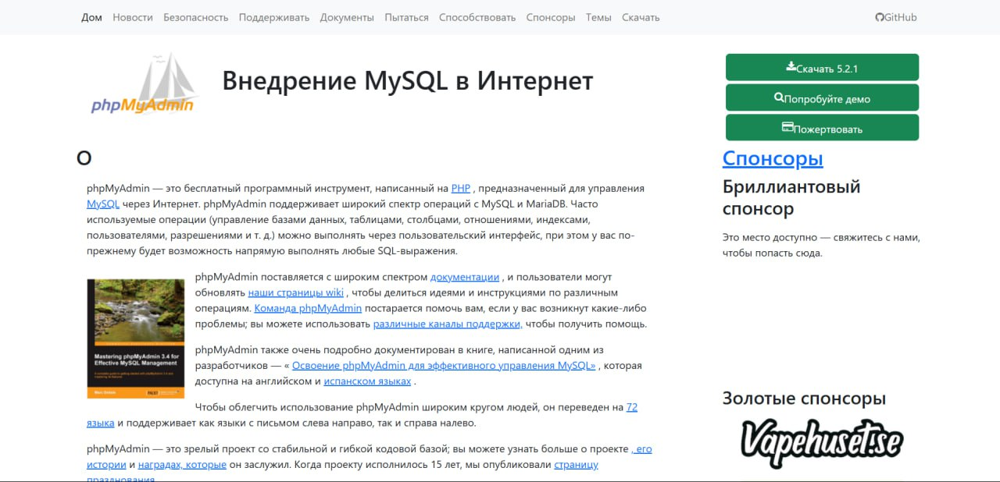 Дом Новости Безопасность Поддерживать Документы Пытаться Способствовать Спонсоры Темы Скачать GitHub
phpMyAdmin
Внедрение MySQL в Интернет
Скачать 5.2.1
Попробуйте демо
Пожертвовать
О
phpMyAdmin — это бесплатный программный инструмент, написанный на PHP , предназначенный для управления
MySQL через Интернет. phpMyAdmin поддерживает широкий спектр операций с MySQL и MariaDB. Часто
используемые операции (управление базами данных, таблицами, столбцами, отношениями, индексами,
пользователями, разрешениями и т. д.) можно выполнять через пользовательский интерфейс, при этом у вас по-
прежнему будет возможность напрямую выполнять любые SQL-выражения.
Mastering phpMyAdmin 3.4 for
Effective MySQL Management
phpMyAdmin поставляется с широким спектром документации , и пользователи могут
обновлять наши страницы wiki , чтобы делиться идеями и инструкциями по различным
операциям. Команда phpMyAdmin постарается помочь вам, если у вас возникнут какие-либо
проблемы; вы можете использовать различные каналы поддержки, чтобы получить помощь.
phpMyAdmin также очень подробно документирован в книге, написанной одним из
разработчиков — « Освоение phpMyAdmin для эффективного управления MySQL» , которая
доступна на английском и испанском языках .
Чтобы облегчить использование phpMyAdmin широким кругом людей, он переведен на 72
языка и поддерживает как языки с письмом слева направо, так и справа налево.
phpMyAdmin — это зрелый проект со стабильной и гибкой кодовой базой; вы можете узнать больше о проекте , его
истории и наградах, которые он заслужил. Когда проекту исполнилось 15 лет, мы опубликовали страницу
празднования
Спонсоры
Бриллиантовый
спонсор
Это место доступно — свяжитесь с нами,
чтобы попасть сюда.
Золотые спонсоры
Vapehuset.se